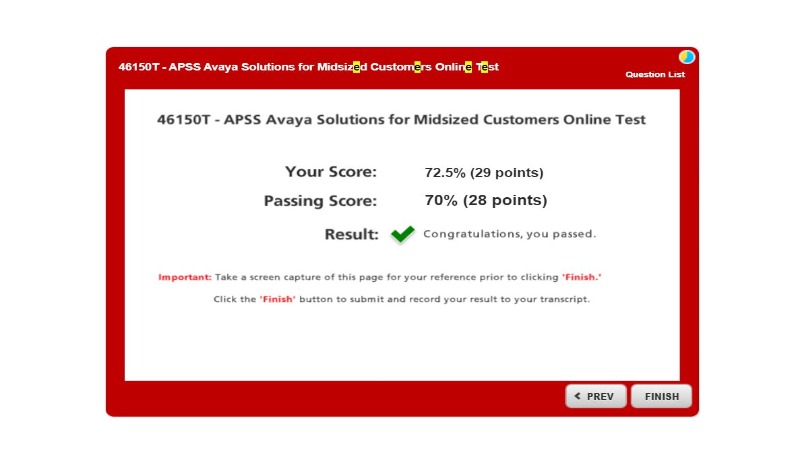 46150T - APSS Avaya Solutions for Midsized Customers Online Test
Question List
46150T - APSS Avaya Solutions for Midsized Customers Online Test
Your Score: 72.5% (29 points)
Passing Score: 70% (28 points)
Result: Congratulations, you passed.
Important: Take a screen capture of this page for your reference prior to clicking 'Finish.'
Click the 'Finish' button to submit and record your result to your transcript.
PREV FINISH